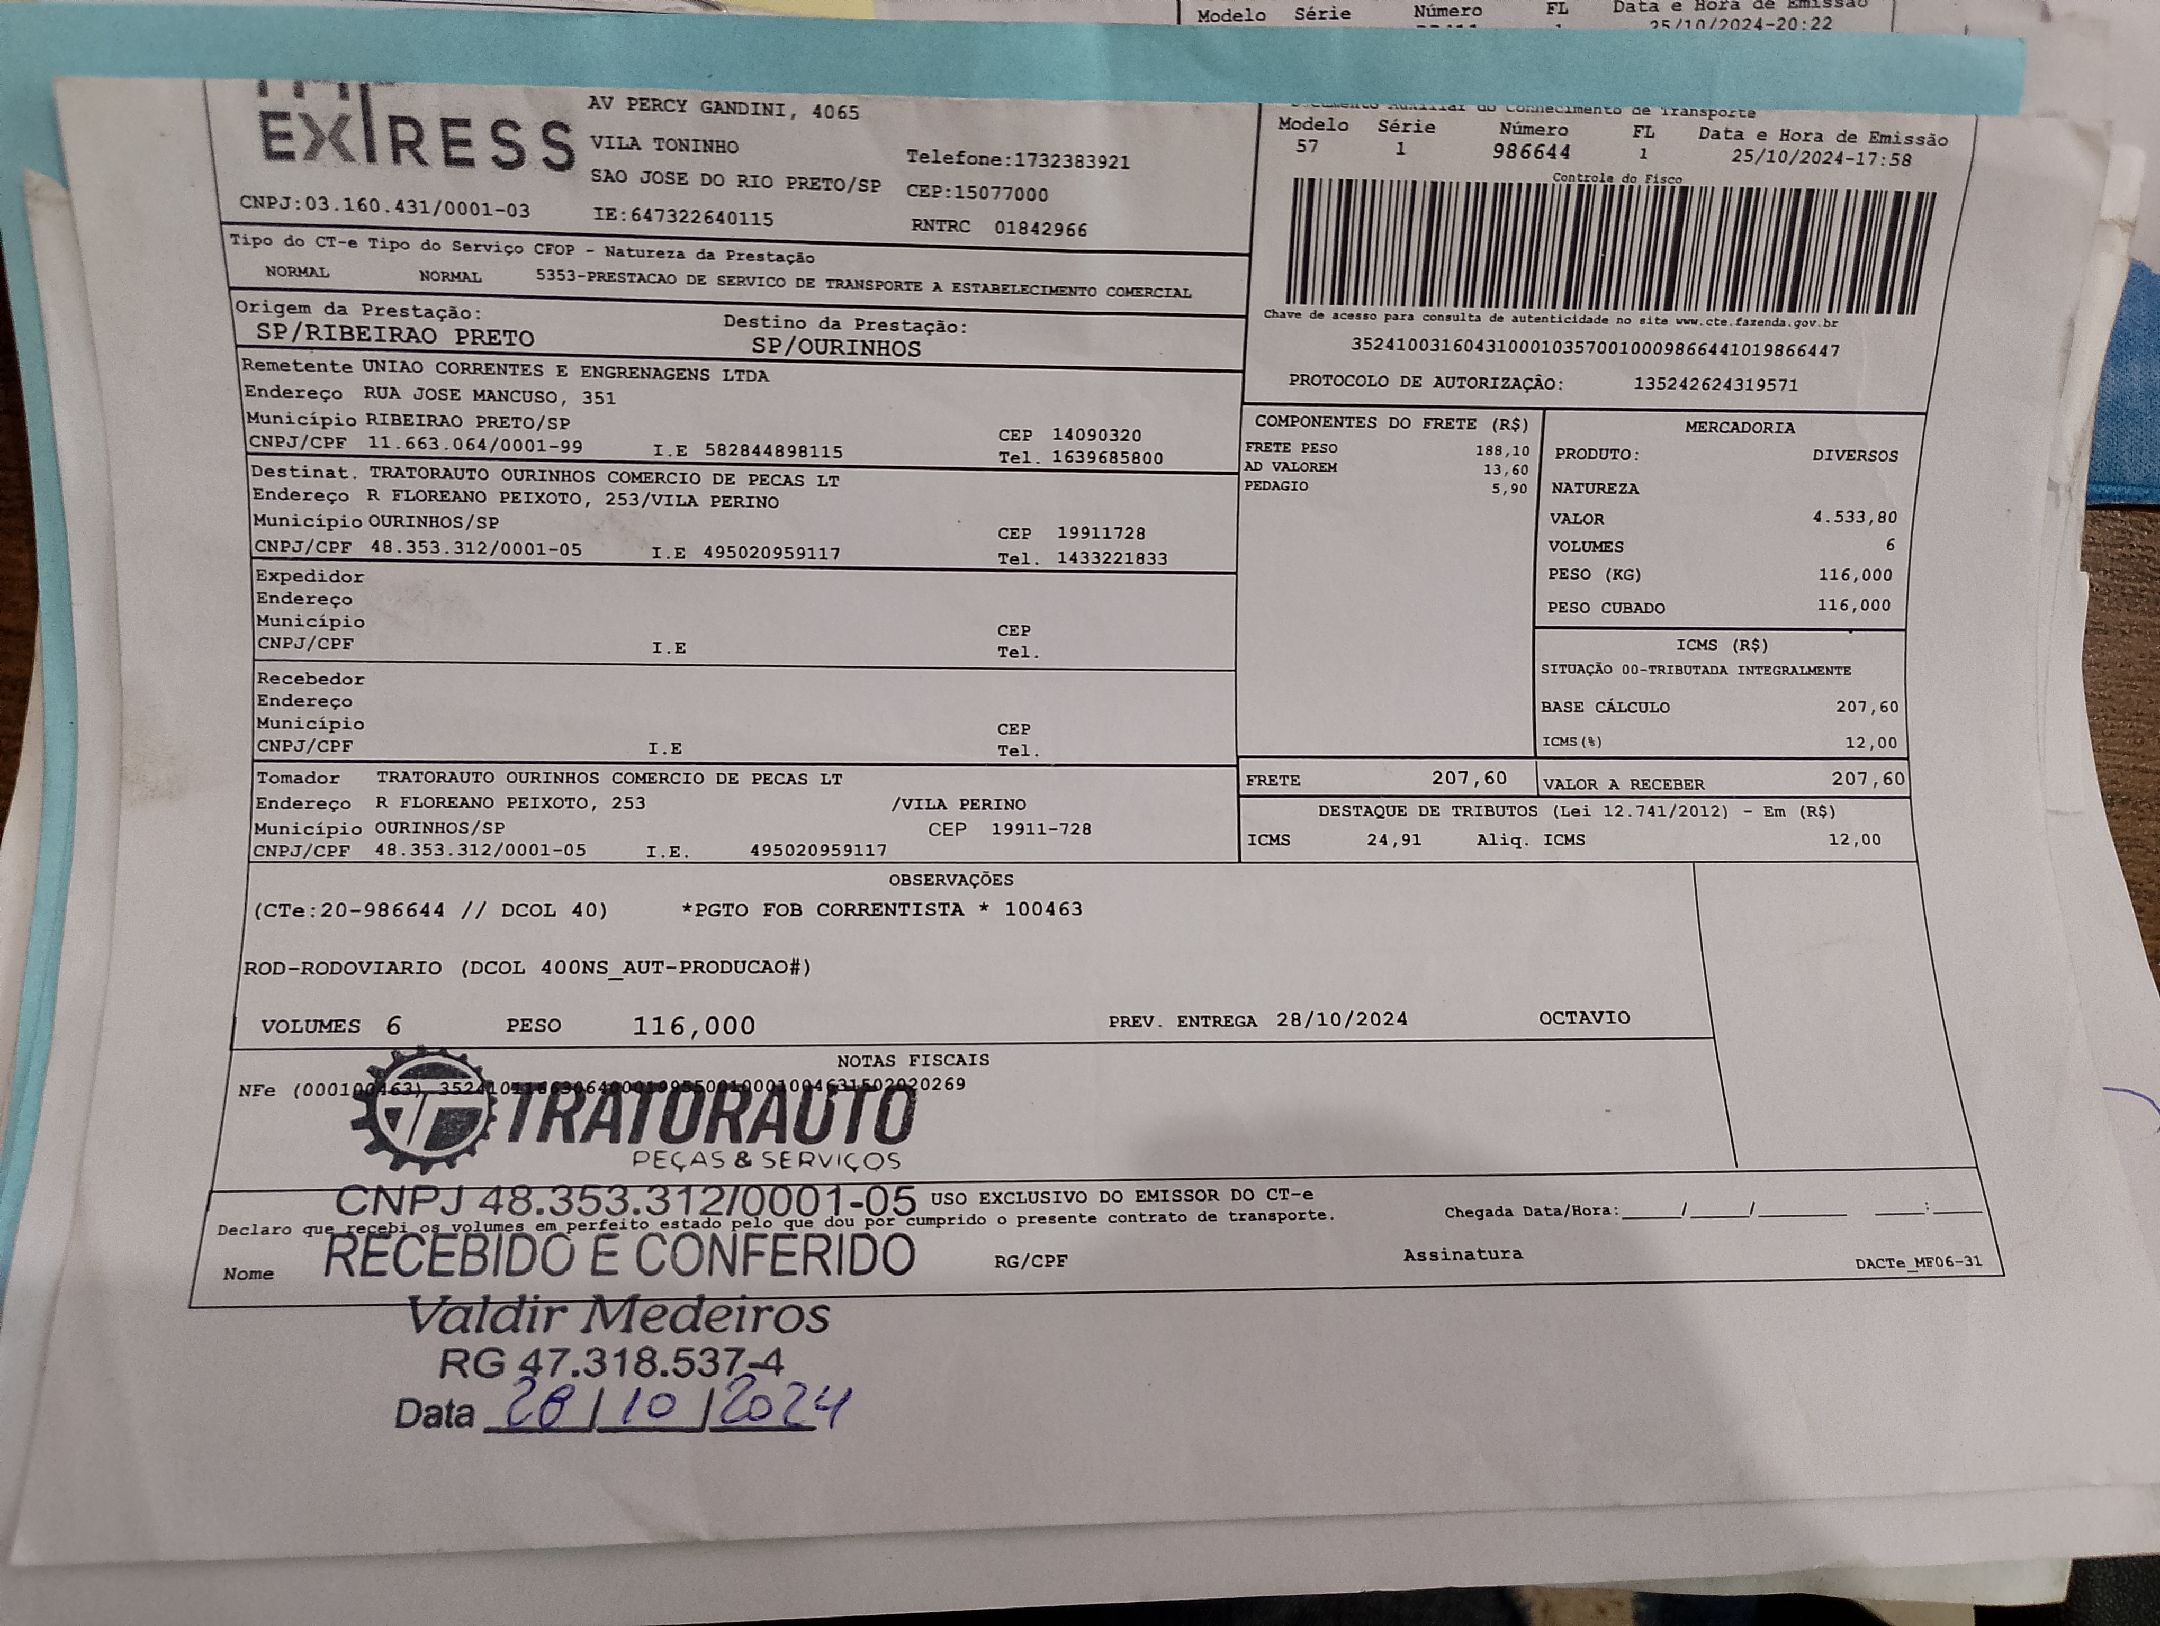 Modelo Série Número FL Data e Hora de Emissão
25/10/2024-20:22
EXPRESS
AV PERCY GANDINI, 4065
VILA TONINHO
Telefone:1732383921
SAO JOSE DO RIO PRETO/SP CEP:15077000
CNPJ:03.160.431/0001-03 IE:647322640115 RNTRC 01842966
Documento Auxiliar do Conhecimento de Transporte
Modelo Série Número FL Data e Hora de Emissão
57 1 986644 1 25/10/2024-17:58
Controle do Fisco
Chave de acesso para consulta de autenticidade no site www.cte.fazenda.gov.br
35241003160431000103570010009866441019866447
PROTOCOLO DE AUTORIZAÇÃO: 135242624319571
Tipo do CT-e Tipo do Serviço CFOP - Natureza da Prestação
NORMAL NORMAL 5353-PRESTACAO DE SERVICO DE TRANSPORTE A ESTABELECIMENTO COMERCIAL
Origem da Prestação: Destino da Prestação:
SP/RIBEIRAO PRETO SP/OURINHOS
Remetente UNIAO CORRENTES E ENGRENAGENS LTDA
Endereço RUA JOSE MANCUSO, 351
Município RIBEIRAO PRETO/SP CEP 14090320
CNPJ/CPF 11.663.064/0001-99 I.E 582844898115 Tel. 1639685800
Destinat. TRATORAUTO OURINHOS COMERCIO DE PECAS LT
Endereço R FLOREANO PEIXOTO, 253/VILA PERINO
Município OURINHOS/SP CEP 19911728
CNPJ/CPF 48.353.312/0001-05 I.E 495020959117 Tel. 1433221833
Expedidor
Endereço
Município CEP
CNPJ/CPF I.E Tel.
Recebedor
Endereço
Município CEP
CNPJ/CPF I.E Tel.
Tomador TRATORAUTO OURINHOS COMERCIO DE PECAS LT
Endereço R FLOREANO PEIXOTO, 253 /VILA PERINO
Município OURINHOS/SP CEP 19911-728
CNPJ/CPF 48.353.312/0001-05 I.E. 495020959117
COMPONENTES DO FRETE (R$)
FRETE PESO 188,10
AD VALOREM 13,60
PEDAGIO 5,90
MERCADORIA
PRODUTO: DIVERSOS
NATUREZA
VALOR 4.533,80
VOLUMES 6
PESO (KG) 116,000
PESO CUBADO 116,000
ICMS (R$)
SITUAÇÃO 00-TRIBUTADA INTEGRALMENTE
BASE CÁLCULO 207,60
ICMS(%) 12,00
FRETE 207,60 VALOR A RECEBER 207,60
DESTAQUE DE TRIBUTOS (Lei 12.741/2012) - Em (R$)
ICMS 24,91 Aliq. ICMS 12,00
OBSERVAÇÕES
(CTe:20-986644 // DCOL 40) *PGTO FOB CORRENTISTA * 100463
ROD-RODOVIARIO (DCOL 400NS_AUT-PRODUCAO#)
VOLUMES 6 PESO 116,000 PREV. ENTREGA 28/10/2024 OCTAVIO
NOTAS FISCAIS
NFe (000100463)
TRATORAUTO
PEÇAS & SERVIÇOS
CNPJ 48.353.312/0001-05
USO EXCLUSIVO DO EMISSOR DO CT-e
Declaro que recebi os volumes em perfeito estado pelo que dou por cumprido o presente contrato de transporte. Chegada Data/Hora:____/____/______ ___:___
RECEBIDO E CONFERIDO
Nome RG/CPF Assinatura DACTe_MF06-31
Valdir Medeiros
RG 47.318.537-4
Data 28/10/2024